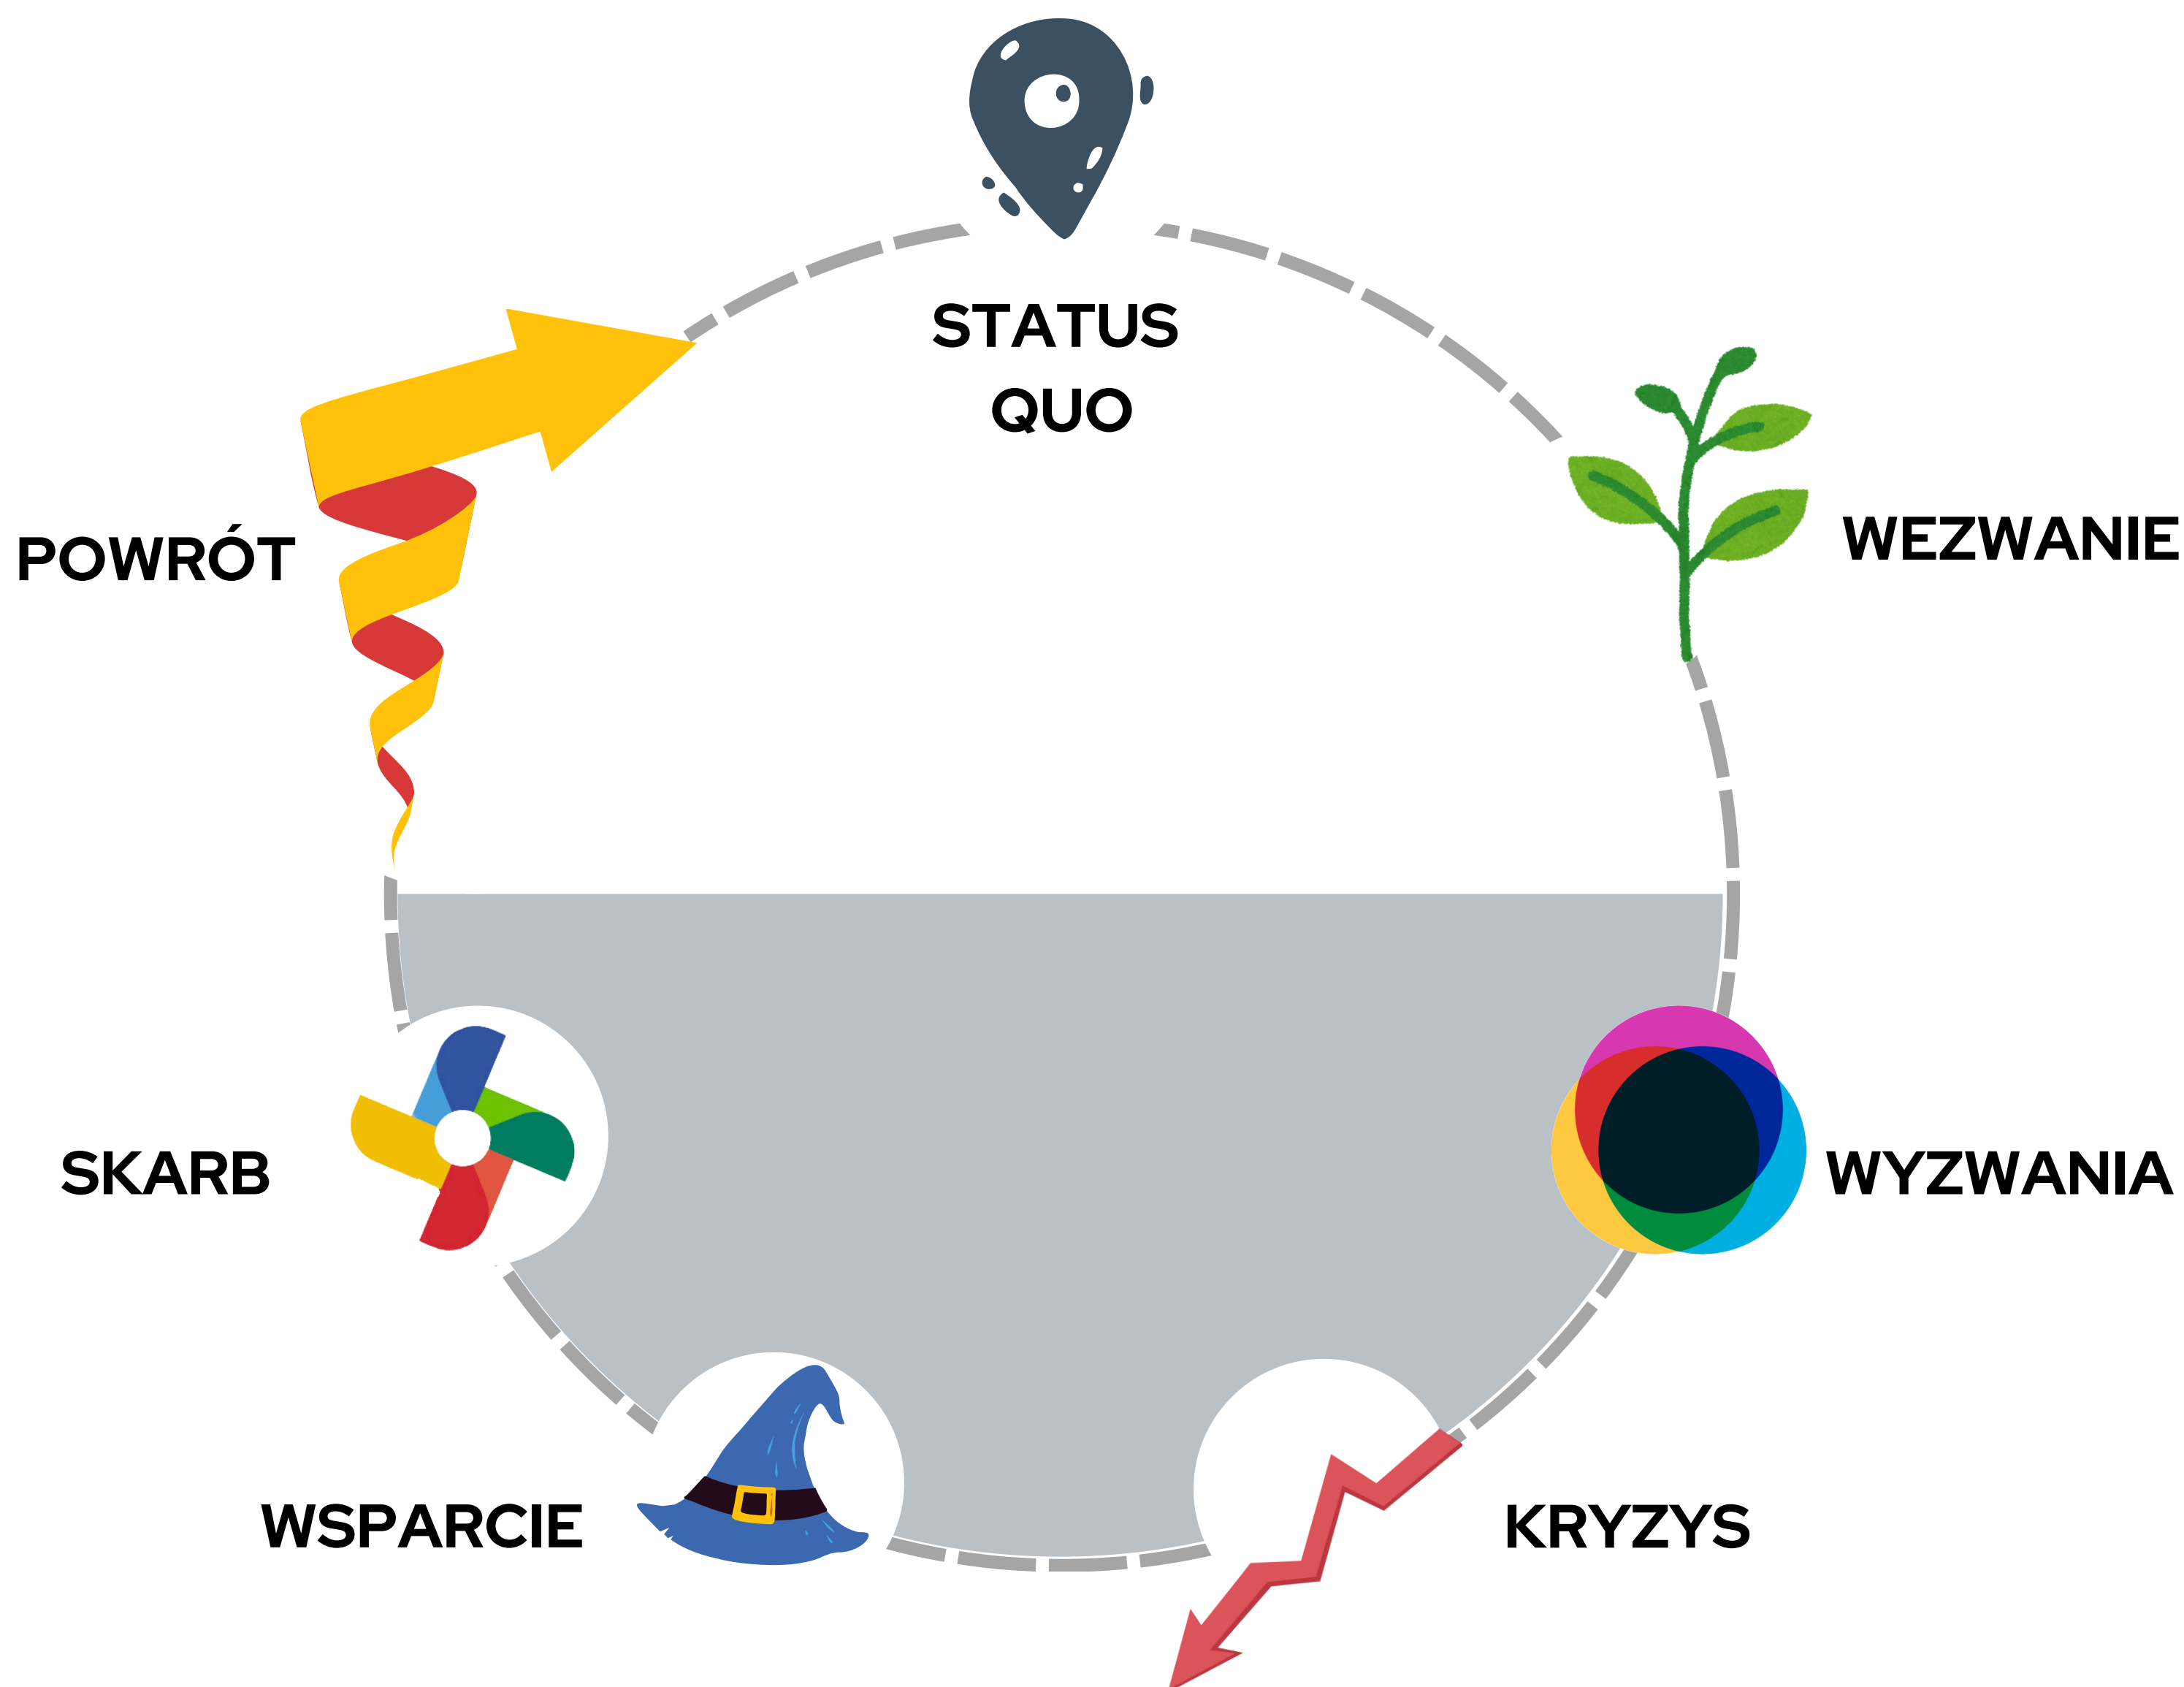 STATUS
QUO
WEZWANIE
POWRÓT
WYZWANIA
SKARB
KRYZYS
WSPARCIE